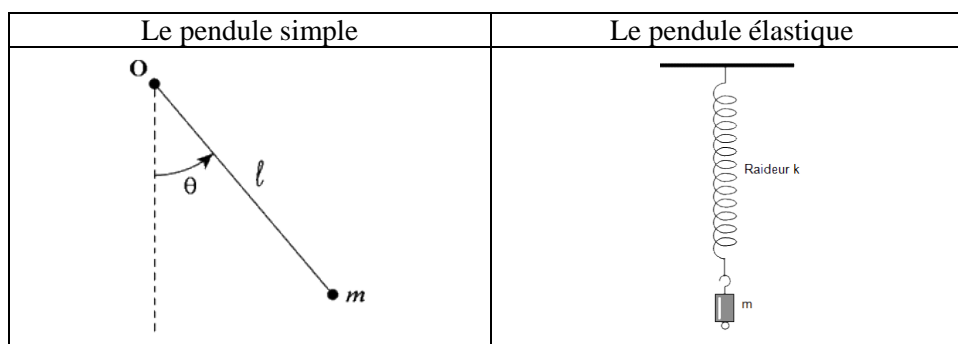 Le pendule simple
Le pendule élastique
O
θ
ℓ
m
Raideur k
m